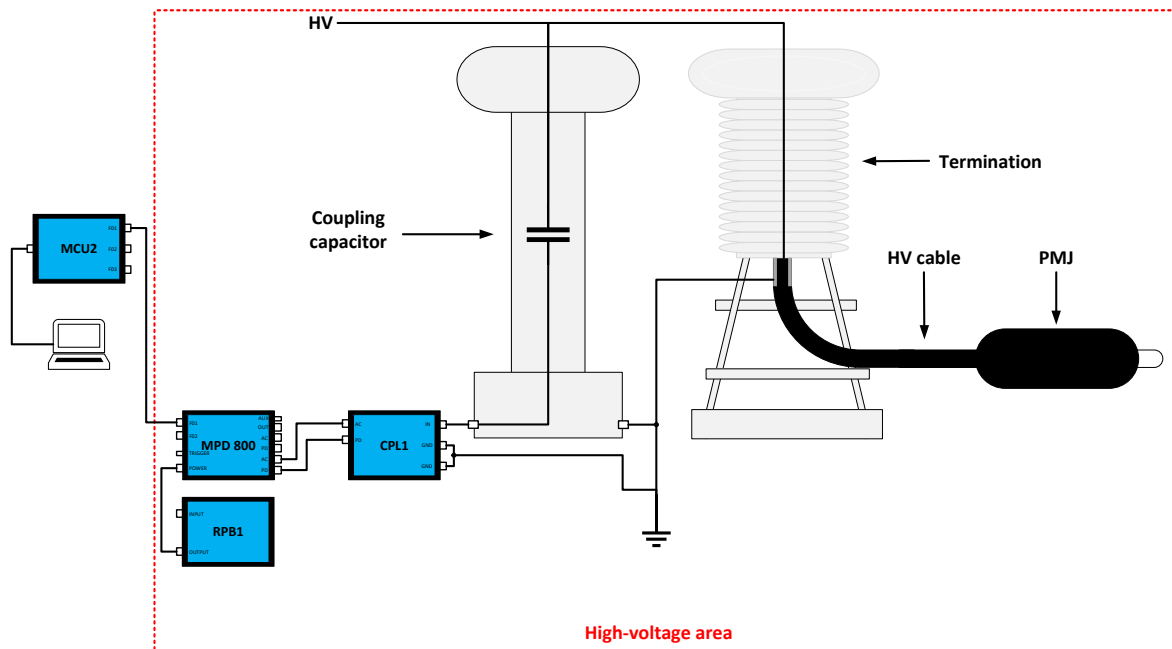 HV
Termination
Coupling
capacitor
HV cable
PMJ
MCU2
FO1
FO2
FO3
MPD 800
FO1
FO2
TRIGGER
POWER
AUX
OUT
AC
PD
AC
PD
CPL1
AC
PD
IN
GND
GND
RPB1
INPUT
OUTPUT
High-voltage area